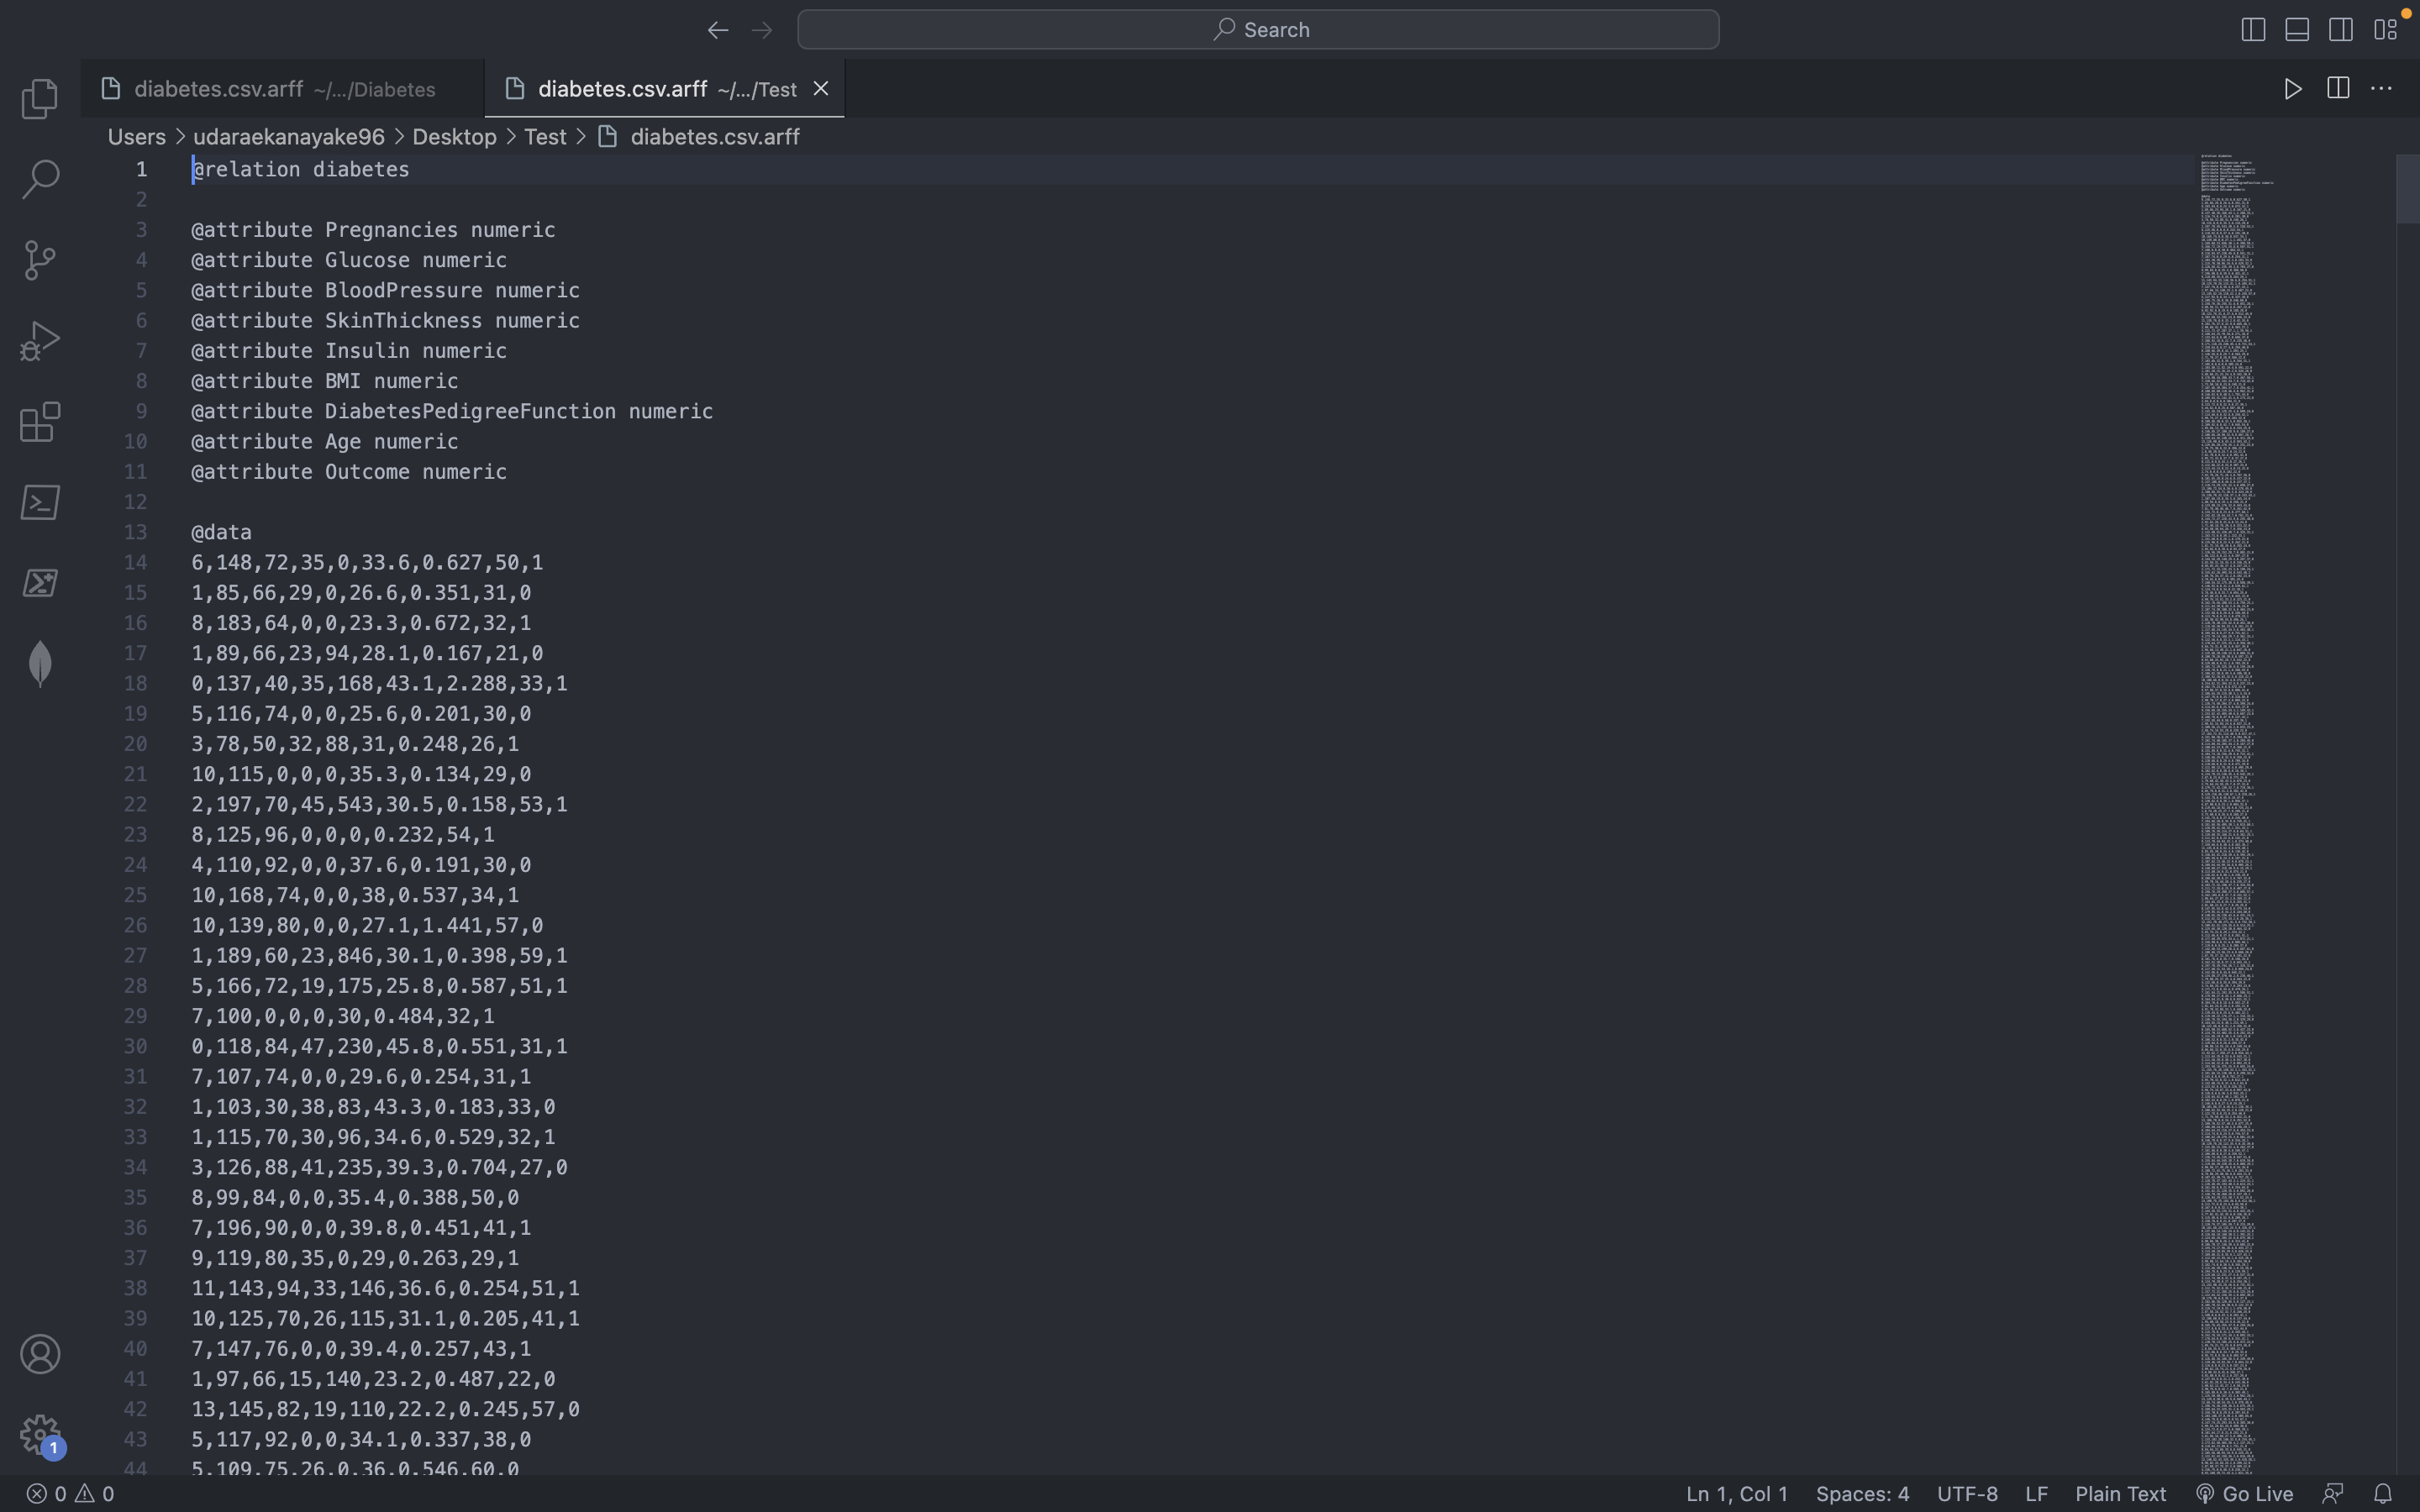 Search
diabetes.csv.arff ~/.../Diabetes
diabetes.csv.arff ~/.../Test
Users > udaraekanayake96 > Desktop > Test > diabetes.csv.arff
1 @relation diabetes
2
3 @attribute Pregnancies numeric
4 @attribute Glucose numeric
5 @attribute BloodPressure numeric
6 @attribute SkinThickness numeric
7 @attribute Insulin numeric
8 @attribute BMI numeric
9 @attribute DiabetesPedigreeFunction numeric
10 @attribute Age numeric
11 @attribute Outcome numeric
12
13 @data
14 6,148,72,35,0,33.6,0.627,50,1
15 1,85,66,29,0,26.6,0.351,31,0
16 8,183,64,0,0,23.3,0.672,32,1
17 1,89,66,23,94,28.1,0.167,21,0
18 0,137,40,35,168,43.1,2.288,33,1
19 5,116,74,0,0,25.6,0.201,30,0
20 3,78,50,32,88,31,0.248,26,1
21 10,115,0,0,0,35.3,0.134,29,0
22 2,197,70,45,543,30.5,0.158,53,1
23 8,125,96,0,0,0,0.232,54,1
24 4,110,92,0,0,37.6,0.191,30,0
25 10,168,74,0,0,38,0.537,34,1
26 10,139,80,0,0,27.1,1.441,57,0
27 1,189,60,23,846,30.1,0.398,59,1
28 5,166,72,19,175,25.8,0.587,51,1
29 7,100,0,0,0,30,0.484,32,1
30 0,118,84,47,230,45.8,0.551,31,1
31 7,107,74,0,0,29.6,0.254,31,1
32 1,103,30,38,83,43.3,0.183,33,0
33 1,115,70,30,96,34.6,0.529,32,1
34 3,126,88,41,235,39.3,0.704,27,0
35 8,99,84,0,0,35.4,0.388,50,0
36 7,196,90,0,0,39.8,0.451,41,1
37 9,119,80,35,0,29,0.263,29,1
38 11,143,94,33,146,36.6,0.254,51,1
39 10,125,70,26,115,31.1,0.205,41,1
40 7,147,76,0,0,39.4,0.257,43,1
41 1,97,66,15,140,23.2,0.487,22,0
42 13,145,82,19,110,22.2,0.245,57,0
43 5,117,92,0,0,34.1,0.337,38,0
44 5,109,75,26,0,36,0.546,60,0
1
0 0
Ln 1, Col 1 Spaces: 4 UTF-8 LF Plain Text Go Live